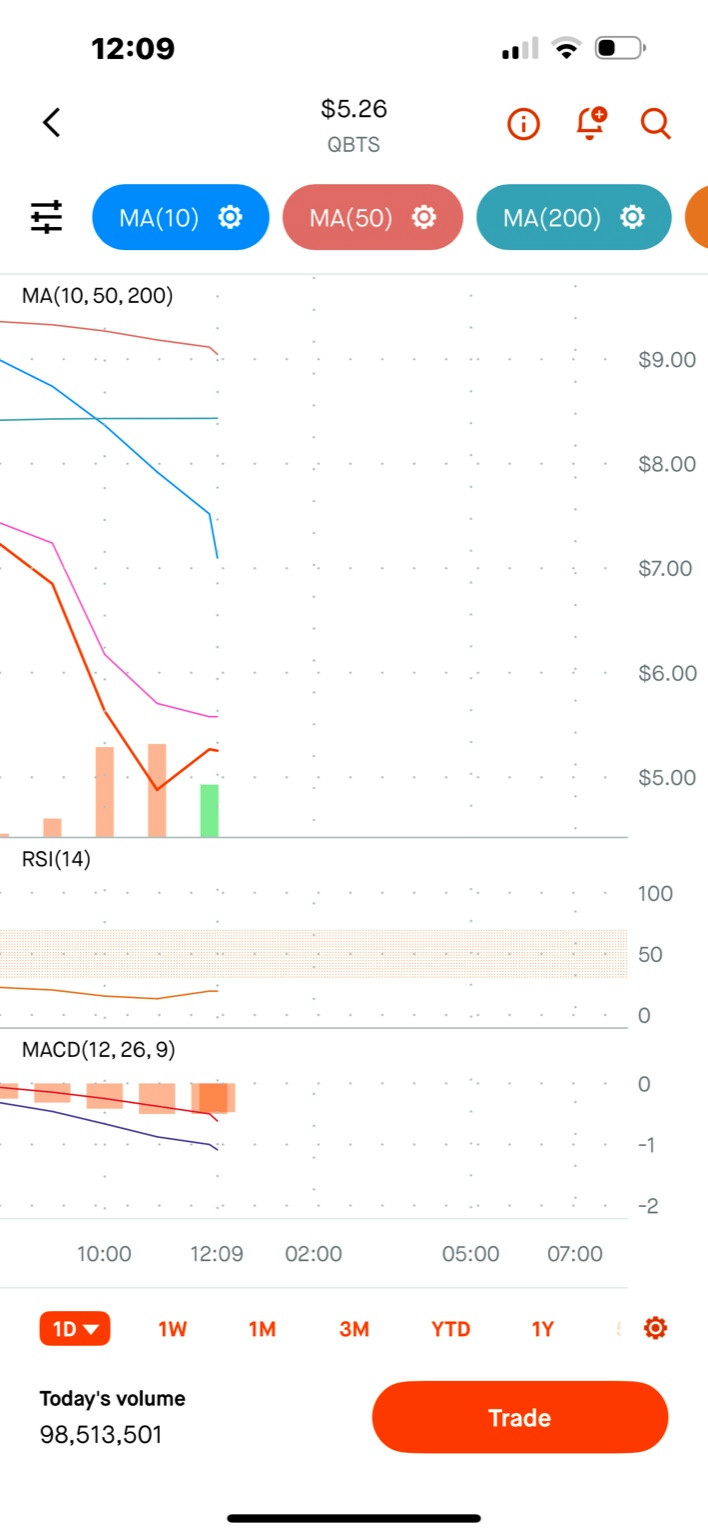 12:09
$5.26
QBTS
MA(10)
MA(50)
MA(200)
MA(10,50,200)
$9.00
$8.00
$7.00
$6.00
$5.00
RSI(14)
100
50
0
MACD(12,26,9)
0
-1
-2
10:00 12:09 02:00 05:00 07:00
1D 1W 1M 3M YTD 1Y
Today's volume
98,513,501
Trade